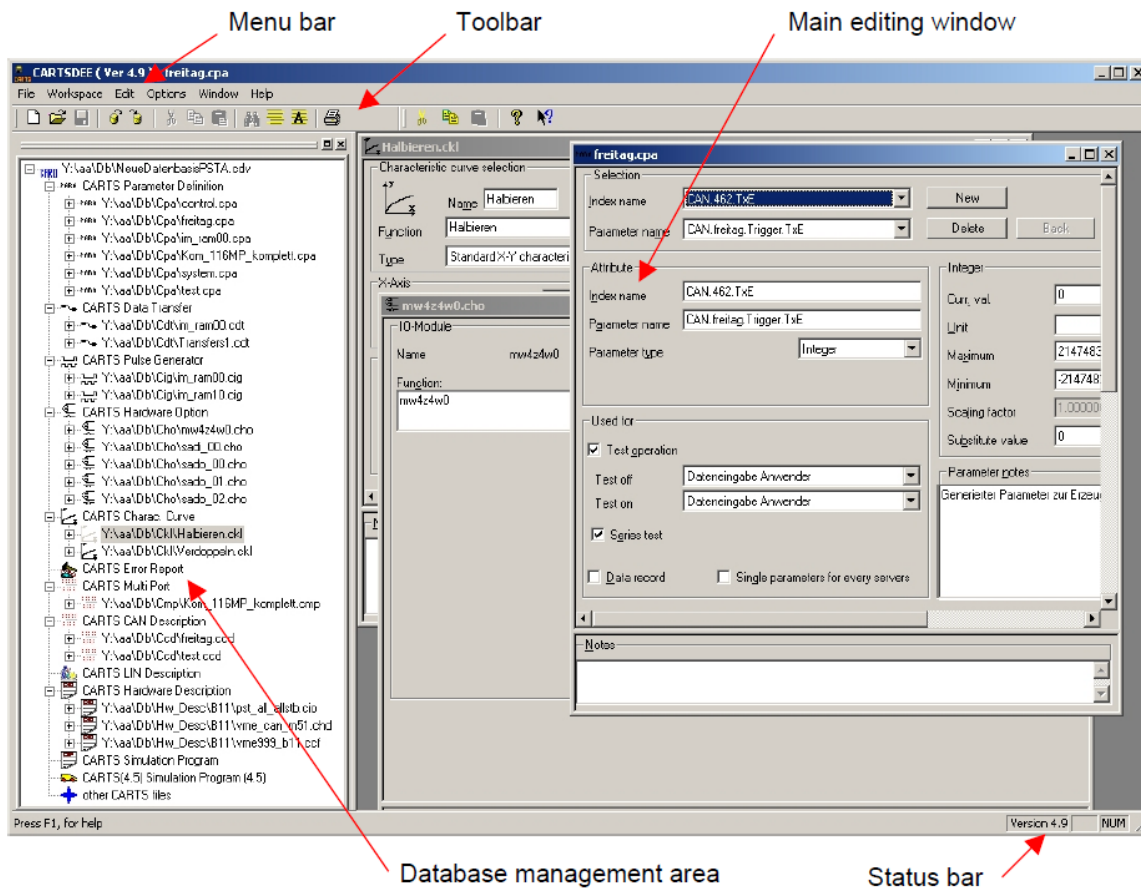 Menu bar
Toolbar
Main editing window
CARTSDEE ( Ver 4.9 ) freitag.cpa
File Workspace Edit Options Window Help
Y:\aa\Db\NeueDatenbasisPSTA.cdv
CARTS Parameter Definition
Y:\aa\Db\Cpa\control.cpa
Y:\aa\Db\Cpa\freitag.cpa
Y:\aa\Db\Cpa\im_ram00.cpa
Y:\aa\Db\Cpa\Kom_116MP_komplett.cpa
Y:\aa\Db\Cpa\system.cpa
Y:\aa\Db\Cpa\test.cpa
CARTS Data Transfer
Y:\aa\Db\Cdt\im_ram00.cdt
Y:\aa\Db\Cdt\Transfers1.cdt
CARTS Pulse Generator
Y:\aa\Db\Cig\im_ram00.cig
Y:\aa\Db\Cig\im_ram10.cig
CARTS Hardware Option
Y:\aa\Db\Cho\mw4z4w0.cho
Y:\aa\Db\Cho\sadi_00.cho
Y:\aa\Db\Cho\sado_00.cho
Y:\aa\Db\Cho\sado_01.cho
Y:\aa\Db\Cho\sado_02.cho
CARTS Charac. Curve
Y:\aa\Db\Ckl\Halbieren.ckl
Y:\aa\Db\Ckl\Verdoppeln.ckl
CARTS Error Report
CARTS Multi Port
Y:\aa\Db\Cmp\Kom_116MP_komplett.cmp
CARTS CAN Description
Y:\aa\Db\Ccd\freitag.ccd
Y:\aa\Db\Ccd\test.ccd
CARTS LIN Description
CARTS Hardware Description
Y:\aa\Db\Hw_Desc\B11\pst_al_allstb.cio
Y:\aa\Db\Hw_Desc\B11\vme_can_m51.chd
Y:\aa\Db\Hw_Desc\B11\vme999_b11.ccf
CARTS Simulation Program
CARTS(4.5) Simulation Program (4.5)
other CARTS files
Halbieren.ckl
Characteristic curve selection
+Y
X
Name Halbieren
Function Halbieren
Type Standard X-Y characteri
X-Axis
mw4z4w0.cho
IO-Module
Name mw4z4w0
Function:
mw4z4w0
freitag.cpa
Selection
Index name CAN.462.TxE New
Parameter name CAN.freitag.Trigger.TxE Delete Back
Attribute
Index name CAN.462.TxE
Parameter name CAN.freitag.Trigger.TxE
Parameter type Integer
Used for
Test operation
Test off Dateneingabe Anwender
Test on Dateneingabe Anwender
Series test
Data record Single parameters for every servers
Integer
Curr. val. 0
Unit
Maximum 2147483
Minimum -214748
Scaling factor 1.00000
Substitute value 0
Parameter notes
Generierter Parameter zur Erzeu
Notes
Press F1, for help
Version 4.9 NUM
Database management area
Status bar